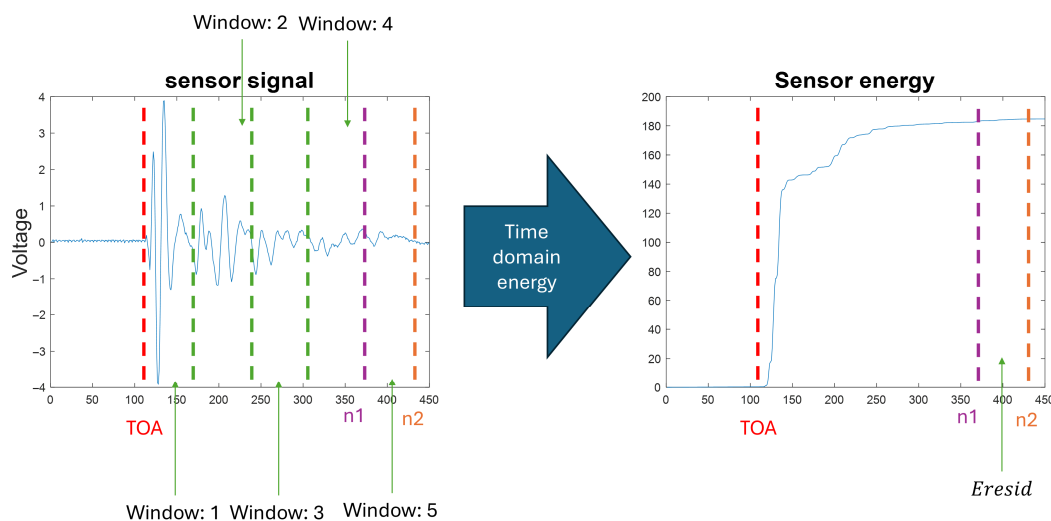 Window: 2 Window: 4
sensor signal
Voltage
4
3
2
1
0
−1
−2
−3
−4
0 50 100 150 200 250 300 350 400 450
TOA
n1
n2
Window: 1 Window: 3 Window: 5
Time
domain
energy
Sensor energy
200
180
160
140
120
100
80
60
40
20
0
0 50 100 150 200 250 300 350 400 450
TOA
n1
n2
Eresid